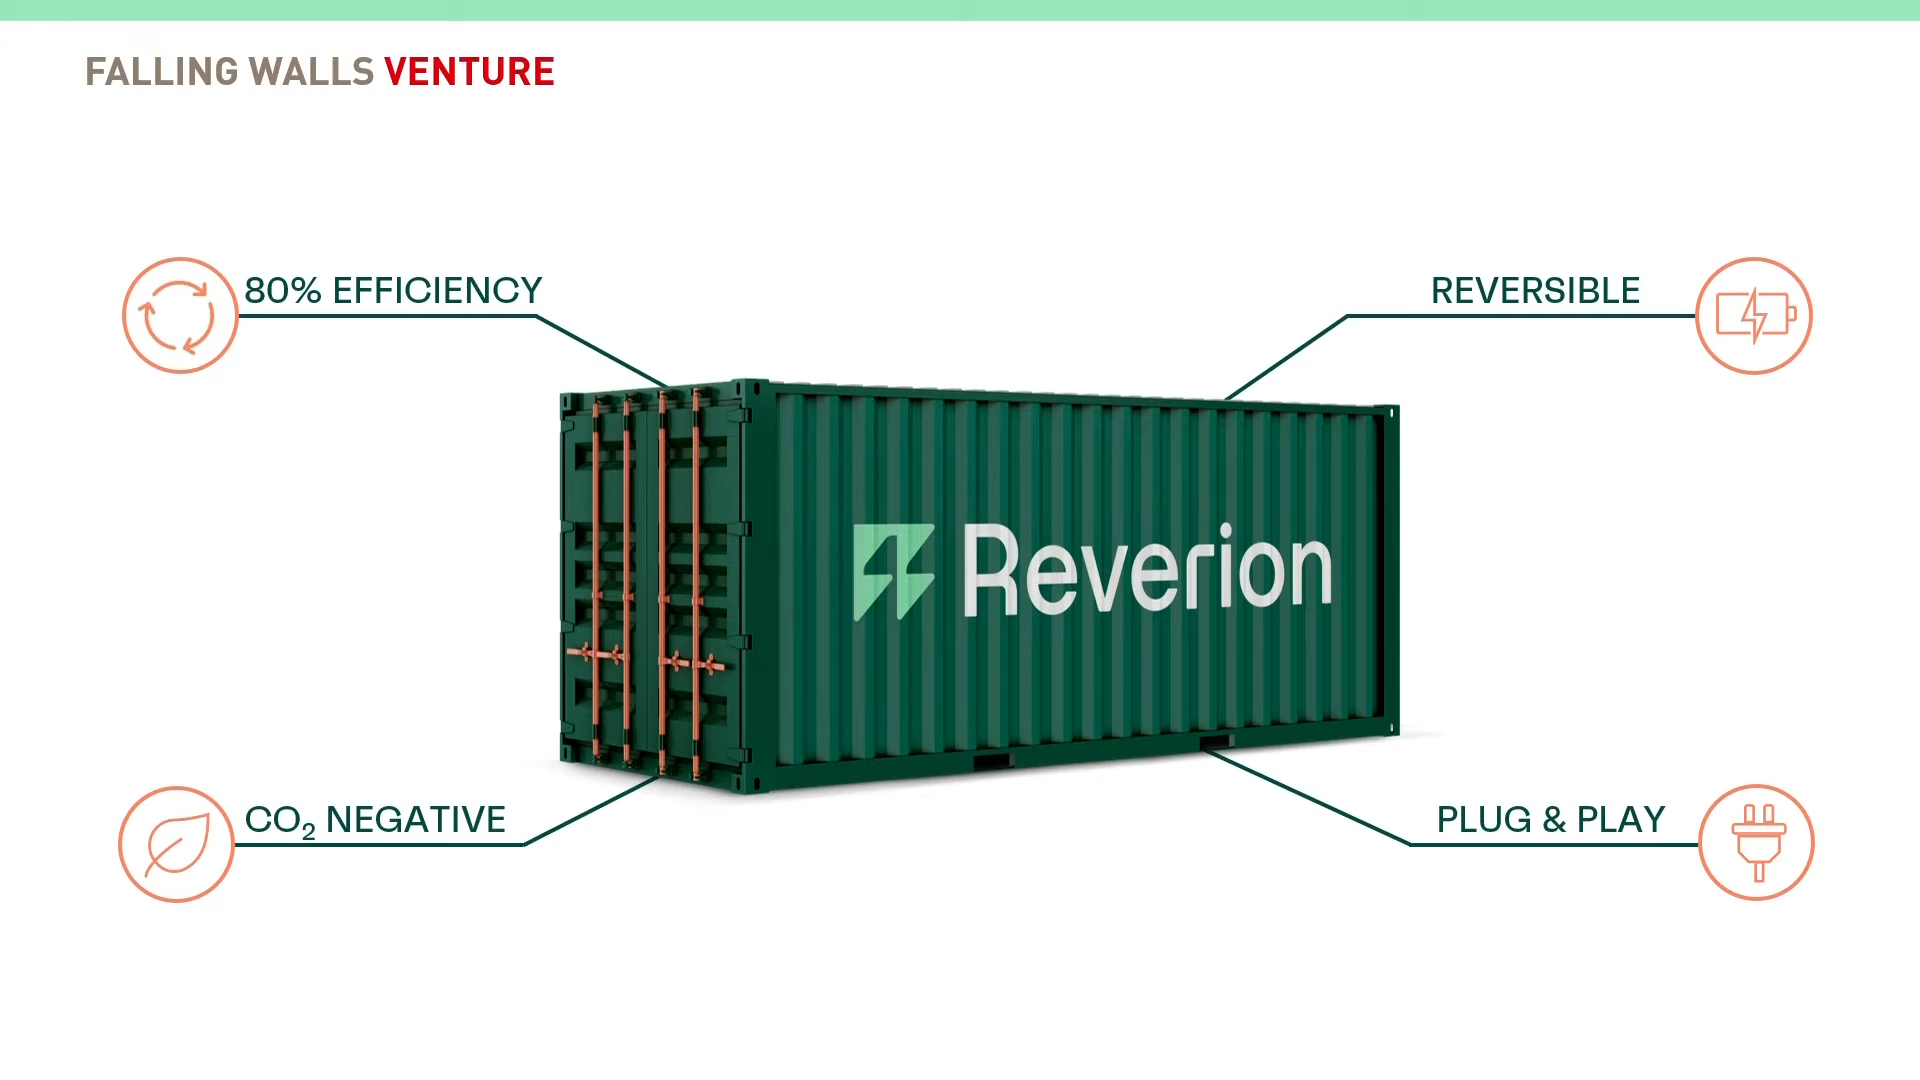 FALLING WALLS VENTURE
80% EFFICIENCY
REVERSIBLE
Reverion
CO₂ NEGATIVE
PLUG & PLAY